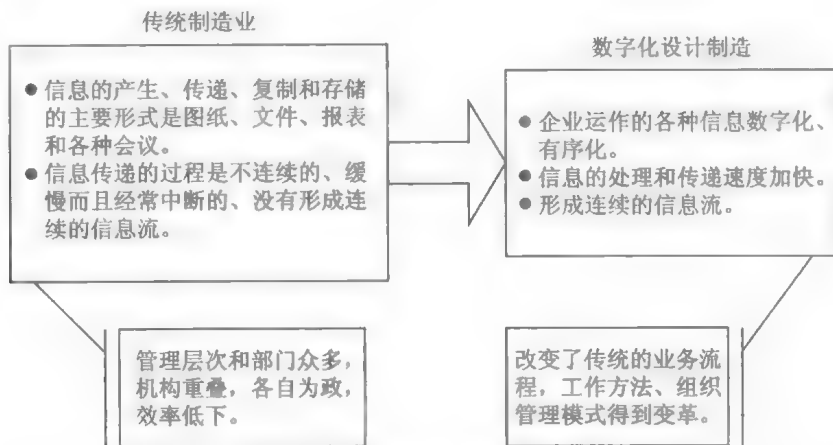 传统制造业
● 信息的产生、传递、复制和存储
的主要形式是图纸、文件、报表
和各种会议。
● 信息传递的过程是不连续的、缓
慢而且经常中断的、没有形成连
续的信息流。
数字化设计制造
● 企业运作的各种信息数字化、
有序化。
● 信息的处理和传递速度加快。
● 形成连续的信息流。
管理层次和部门众多,
机构重叠，各自为政,
效率低下。
改变了传统的业务流
程，工作方法、组织
管理模式得到变革。